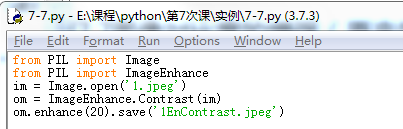 7-7.py - E:\课程\python\第7次课\实例\7-7.py (3.7.3)
File Edit Format Run Options Window Help
from PIL import Image
from PIL import ImageEnhance
im = Image.open('1.jpeg')
om = ImageEnhance.Contrast(im)
om.enhance(20).save('1EnContrast.jpeg')